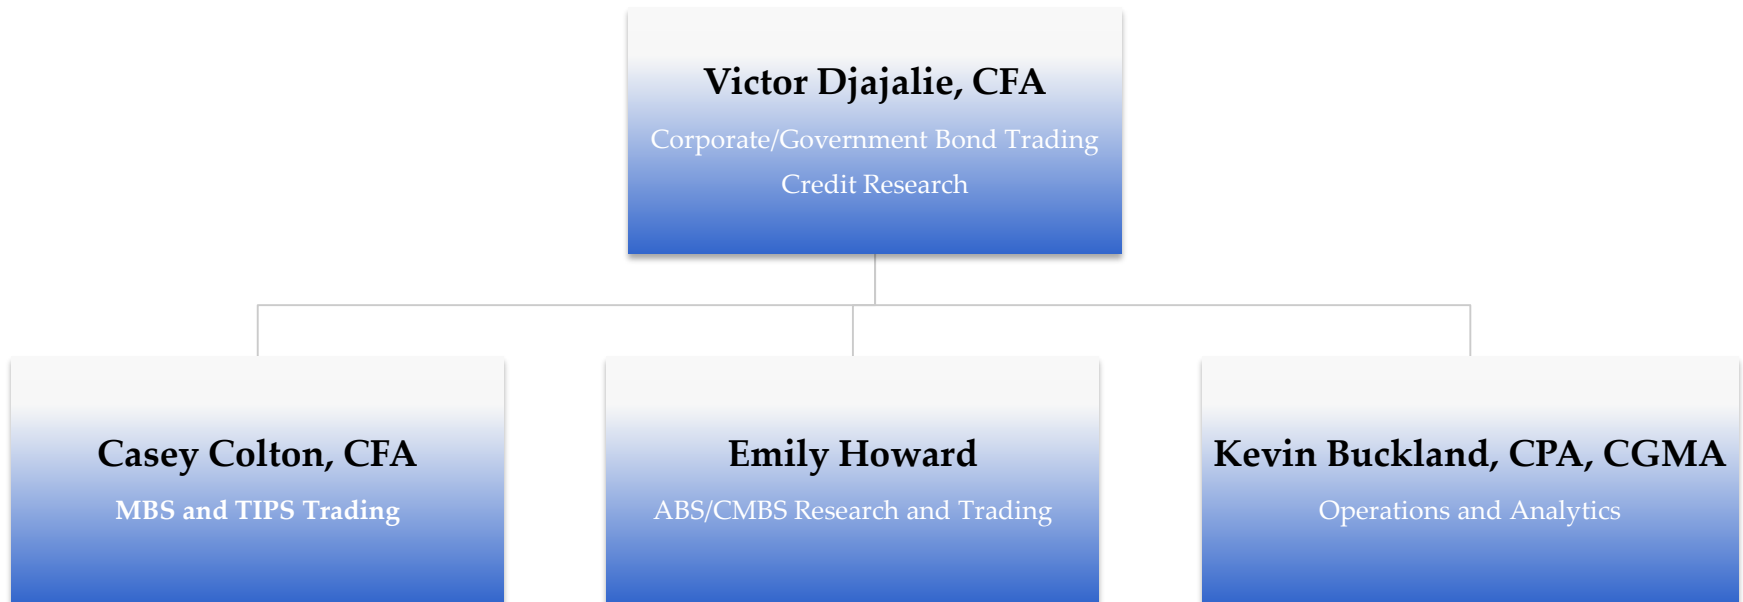 Victor Djajalie, CFA
Corporate/Government Bond Trading
Credit Research
Casey Colton, CFA
MBS and TIPS Trading
Emily Howard
ABS/CMBS Research and Trading
Kevin Buckland, CPA, CGMA
Operations and Analytics